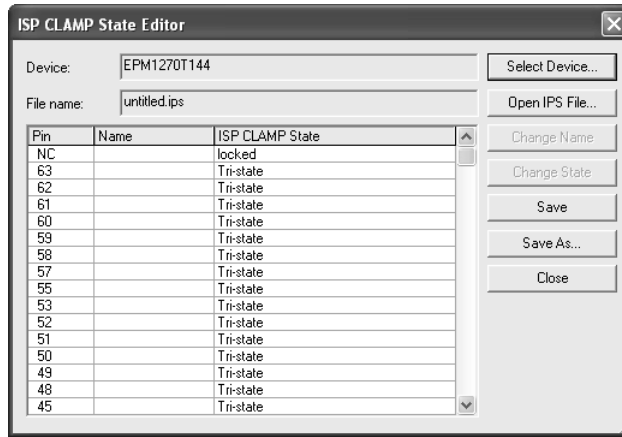 ISP CLAMP State Editor
Device: EPM1270T144 Select Device...
File name: untitled.ips Open IPS File...
Pin Name ISP CLAMP State Change Name
NC locked
63 Tri-state
62 Tri-state Change State
61 Tri-state
60 Tri-state Save
59 Tri-state
58 Tri-state Save As...
57 Tri-state
55 Tri-state Close
53 Tri-state
52 Tri-state
51 Tri-state
50 Tri-state
49 Tri-state
48 Tri-state
45 Tri-state